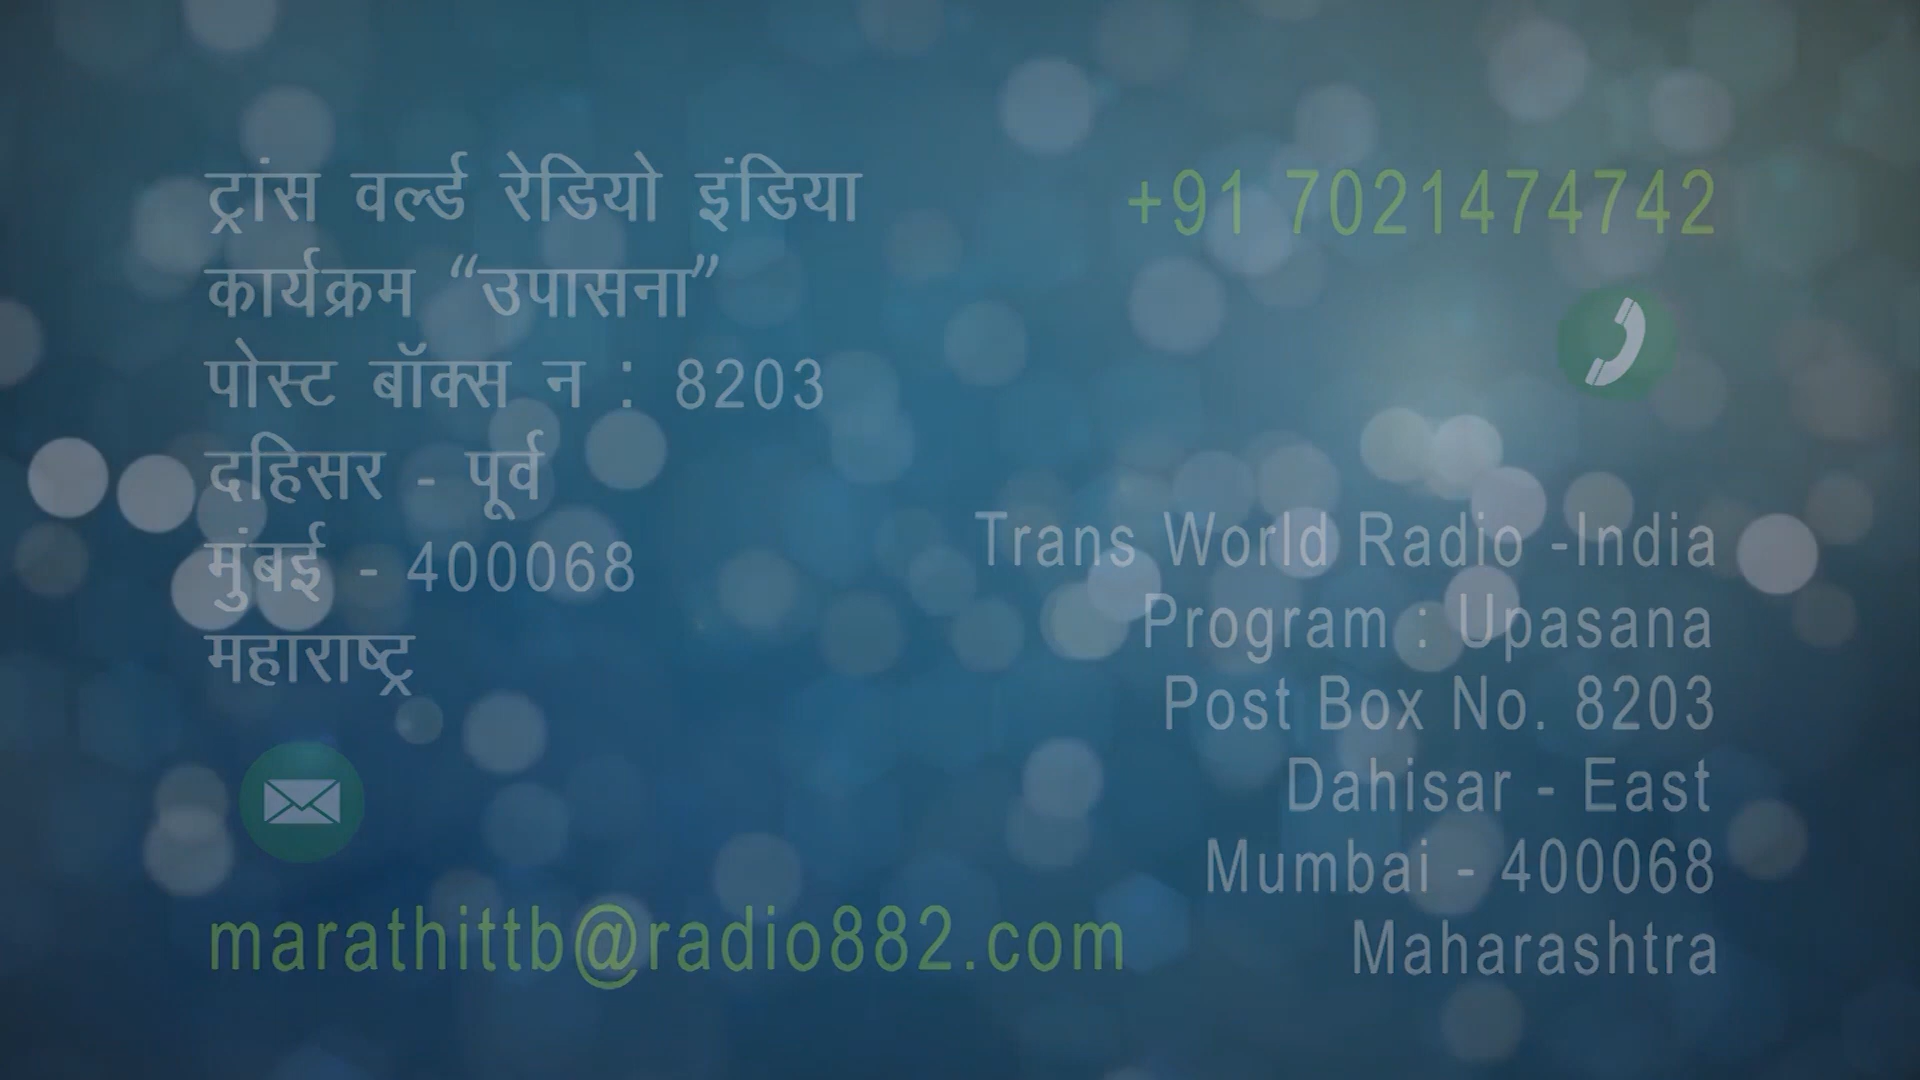 ट्रांस वर्ल्ड रेडियो इंडिया
कार्यक्रम “उपासना”
पोस्ट बॉक्स न : 8203
दहिसर - पूर्व
मुंबई - 400068
महाराष्ट्र
marathittb@radio882.com
+91 7021474742
Trans World Radio -India
Program : Upasana
Post Box No. 8203
Dahisar - East
Mumbai - 400068
Maharashtra